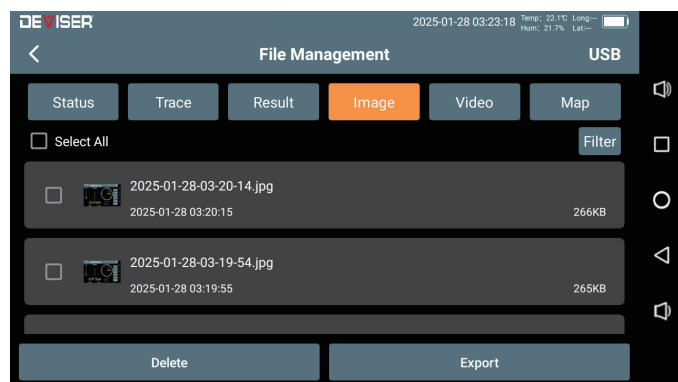 DEVISER
2025-01-28 03:23:18
Temp: 22.1℃ Long:--
Hum: 21.7% Lat:--
File Management
USB
Status
Trace
Result
Image
Video
Map
Select All
Filter
2025-01-28-03-20-14.jpg
2025-01-28 03:20:15
266KB
2025-01-28-03-19-54.jpg
2025-01-28 03:19:55
265KB
Delete
Export